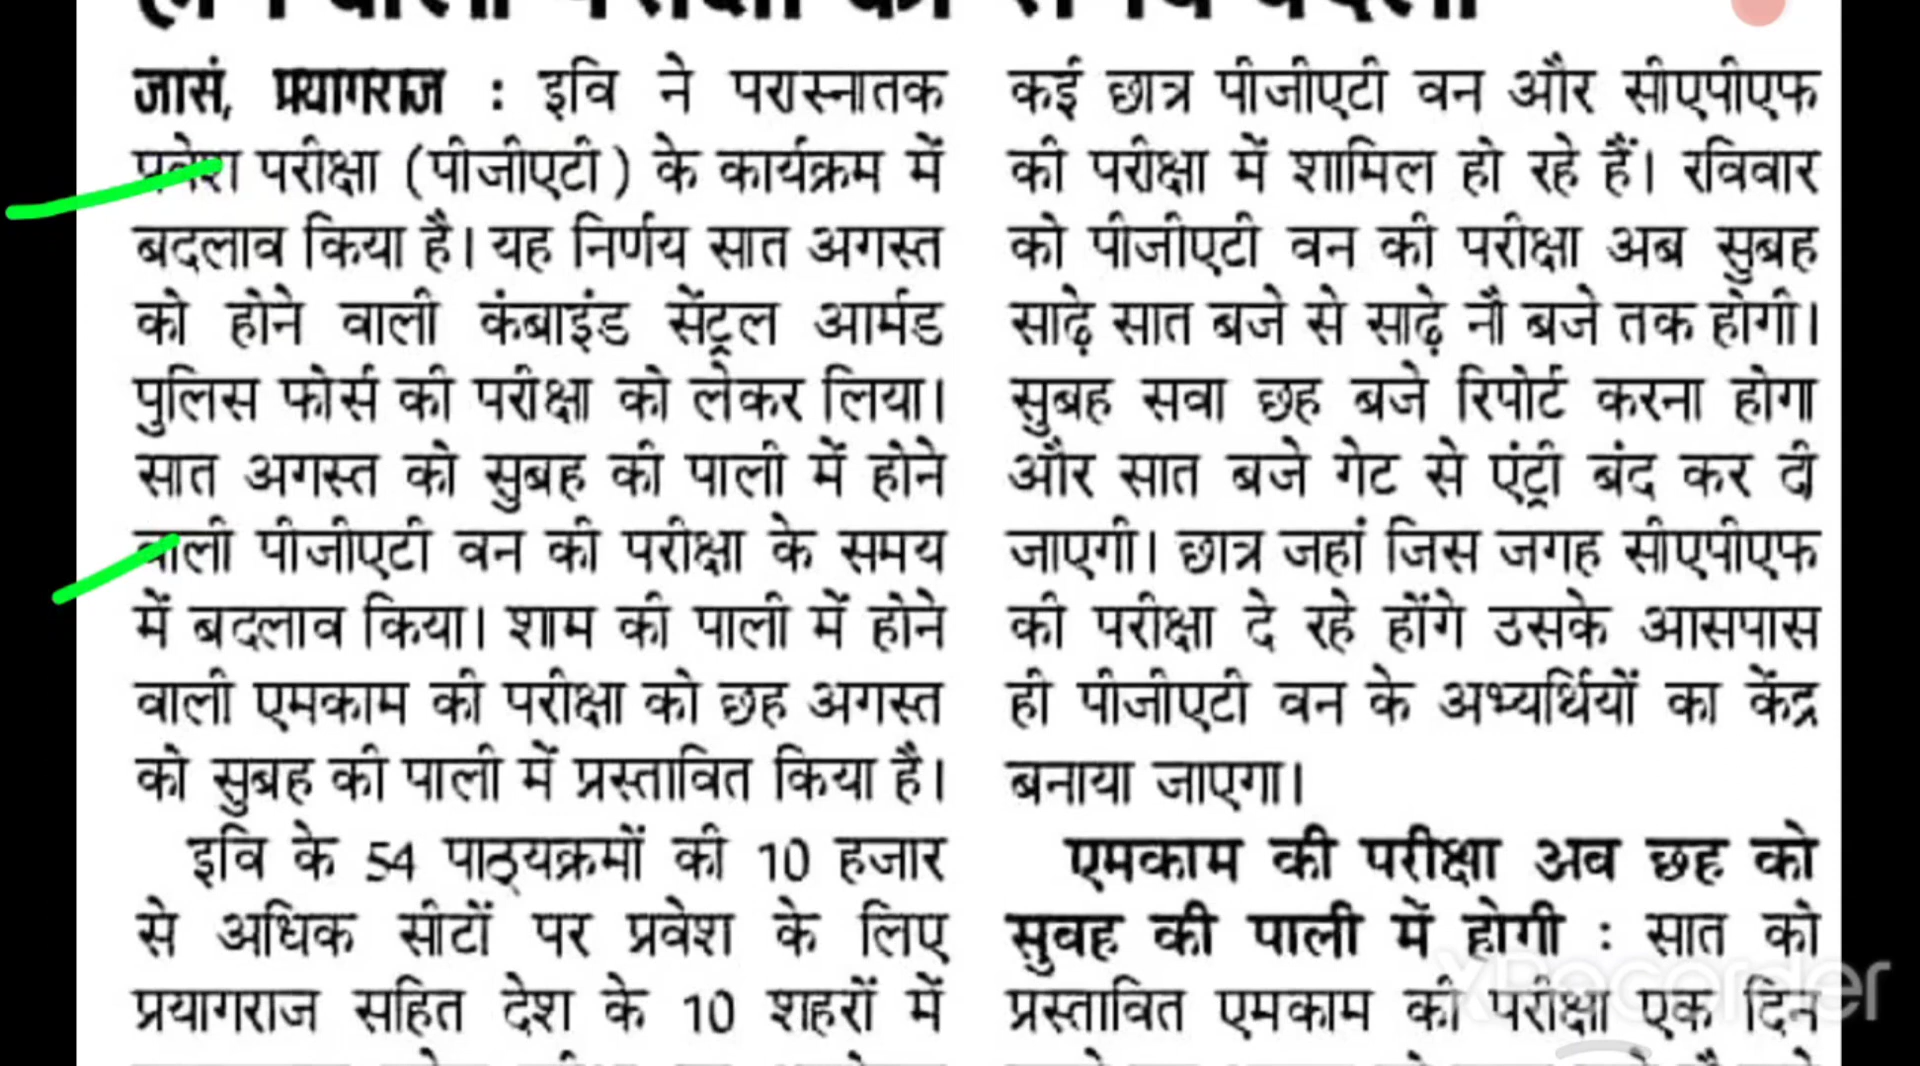 जासं, प्रयागराज : इवि ने परास्नातक
प्रवेश परीक्षा (पीजीएटी) के कार्यक्रम में
बदलाव किया है। यह निर्णय सात अगस्त
को होने वाली कंबाइंड सेंट्रल आर्मड
पुलिस फोर्स की परीक्षा को लेकर लिया।
सात अगस्त को सुबह की पाली में होने
वाली पीजीएटी वन की परीक्षा के समय
में बदलाव किया। शाम की पाली में होने
वाली एमकाम की परीक्षा को छह अगस्त
को सुबह की पाली में प्रस्तावित किया है।
इवि के 54 पाठ्यक्रमों की 10 हजार
से अधिक सीटों पर प्रवेश के लिए
प्रयागराज सहित देश के 10 शहरों में
कई छात्र पीजीएटी वन और सीएपीएफ
की परीक्षा में शामिल हो रहे हैं। रविवार
को पीजीएटी वन की परीक्षा अब सुबह
साढ़े सात बजे से साढ़े नौ बजे तक होगी।
सुबह सवा छह बजे रिपोर्ट करना होगा
और सात बजे गेट से एंट्री बंद कर दी
जाएगी। छात्र जहां जिस जगह सीएपीएफ
की परीक्षा दे रहे होंगे उसके आसपास
ही पीजीएटी वन के अभ्यर्थियों का केंद्र
बनाया जाएगा।
एमकाम की परीक्षा अब छह को
सुबह की पाली में होगी : सात को
प्रस्तावित एमकाम की परीक्षा एक दिन
XRecorder